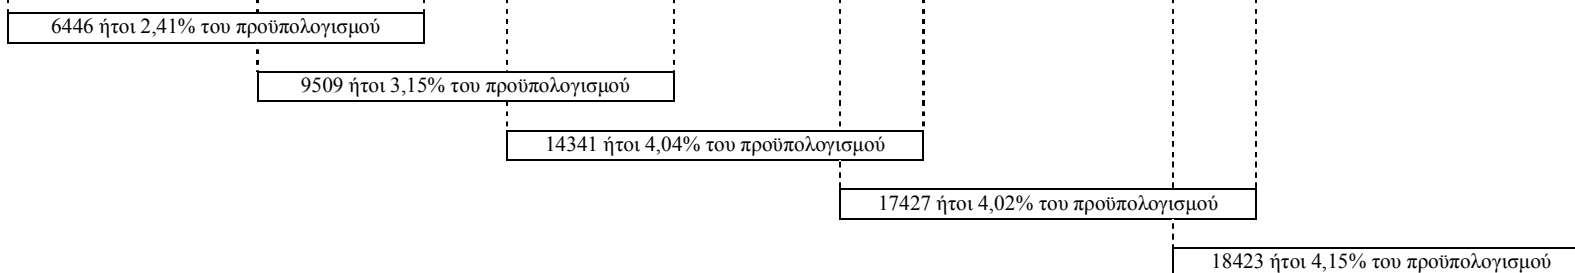 6446 ήτοι 2,41% του προϋπολογισμού
9509 ήτοι 3,15% του προϋπολογισμού
14341 ήτοι 4,04% του προϋπολογισμού
17427 ήτοι 4,02% του προϋπολογισμού
18423 ήτοι 4,15% του προϋπολογισμού